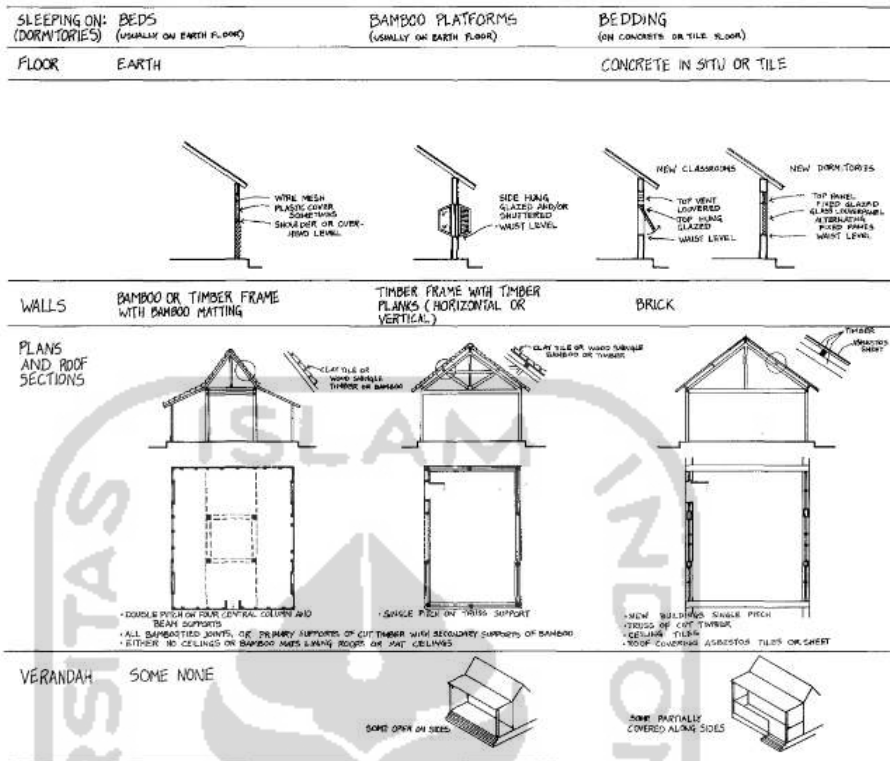 SLEEPING ON: BEDS BAMBOO PLATFORMS BEDDING
(DORMITORIES) (USUALLY ON EARTH FLOOR) (USUALLY ON EARTH FLOOR) (ON CONCRETE OR TILE FLOOR)
FLOOR EARTH CONCRETE IN SITU OR TILE
WIRE MESH
PLASTIC COVER
SOMETIMES
SHOULDER OR OVER-
HEAD LEVEL
SIDE HUNG
GLAZED AND/OR
SHUTTERED
WAIST LEVEL
NEW CLASSROOMS
TOP VENT
LOUVERED
TOP HUNG
GLAZED
WAIST LEVEL
NEW DORMITORIES
TOP PANEL
FIXED GLAZED
GLASS LOUVER PANEL
ALTERNATING
FIXED PANES
WAIST LEVEL
WALLS
BAMBOO OR TIMBER FRAME
WITH BAMBOO MATTING
TIMBER FRAME WITH TIMBER
PLANKS (HORIZONTAL OR
VERTICAL)
BRICK
PLANS
AND ROOF
SECTIONS
CLAY TILE OR
WOOD SHINGLE
TIMBER OR BAMBOO
CLAY TILE OR WOOD SHINGLE
BAMBOO OR TIMBER
TIMBER
ASBESTOS
SHEET
• DOUBLE PITCH ON FOUR CENTRAL COLUMN AND
BEAM SUPPORTS
• ALL BAMBOO TIED JOINTS, OR PRIMARY SUPPORTS OF CUT TIMBER WITH SECONDARY SUPPORTS OF BAMBOO
• EITHER NO CEILINGS OR BAMBOO MATS LINING ROOFS OR MAT CEILINGS
• SINGLE PITCH ON TRUSS SUPPORT
• NEW BUILDINGS SINGLE PITCH
• TRUSS OF CUT TIMBER
• CEILING TILES
• ROOF COVERING ASBESTOS TILES OR SHEET
VERANDAH SOME NONE
SOME OPEN ON SIDES
SOME PARTIALLY
COVERED ALONG SIDES
ISLAM